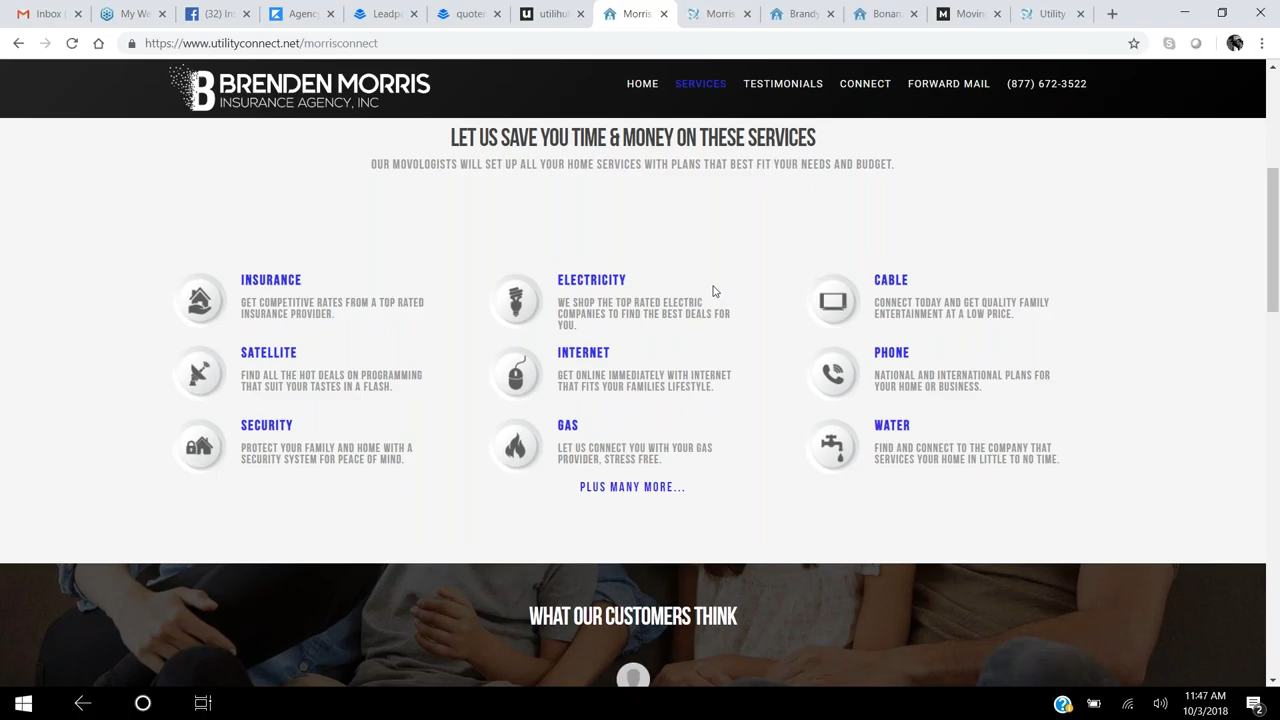 Inbox (
My We
(32) In
Agency
Leadp
quoter
utilihul
Morris
Morris
Brandy
Bonan
Moving
Utility
https://www.utilityconnect.net/morrisconnect
BRENDEN MORRIS
INSURANCE AGENCY, INC
HOME SERVICES TESTIMONIALS CONNECT FORWARD MAIL (877) 672-3522
LET US SAVE YOU TIME & MONEY ON THESE SERVICES
OUR MOVOLOGISTS WILL SET UP ALL YOUR HOME SERVICES WITH PLANS THAT BEST FIT YOUR NEEDS AND BUDGET.
INSURANCE
GET COMPETITIVE RATES FROM A TOP RATED
INSURANCE PROVIDER.
ELECTRICITY
WE SHOP THE TOP RATED ELECTRIC
COMPANIES TO FIND THE BEST DEALS FOR
YOU.
CABLE
CONNECT TODAY AND GET QUALITY FAMILY
ENTERTAINMENT AT A LOW PRICE.
SATELLITE
FIND ALL THE HOT DEALS ON PROGRAMMING
THAT SUIT YOUR TASTES IN A FLASH.
INTERNET
GET ONLINE IMMEDIATELY WITH INTERNET
THAT FITS YOUR FAMILIES LIFESTYLE.
PHONE
NATIONAL AND INTERNATIONAL PLANS FOR
YOUR HOME OR BUSINESS.
SECURITY
PROTECT YOUR FAMILY AND HOME WITH A
SECURITY SYSTEM FOR PEACE OF MIND.
GAS
LET US CONNECT YOU WITH YOUR GAS
PROVIDER, STRESS FREE.
WATER
FIND AND CONNECT TO THE COMPANY THAT
SERVICES YOUR HOME IN LITTLE TO NO TIME.
PLUS MANY MORE...
WHAT OUR CUSTOMERS THINK
11:47 AM
10/3/2018
2